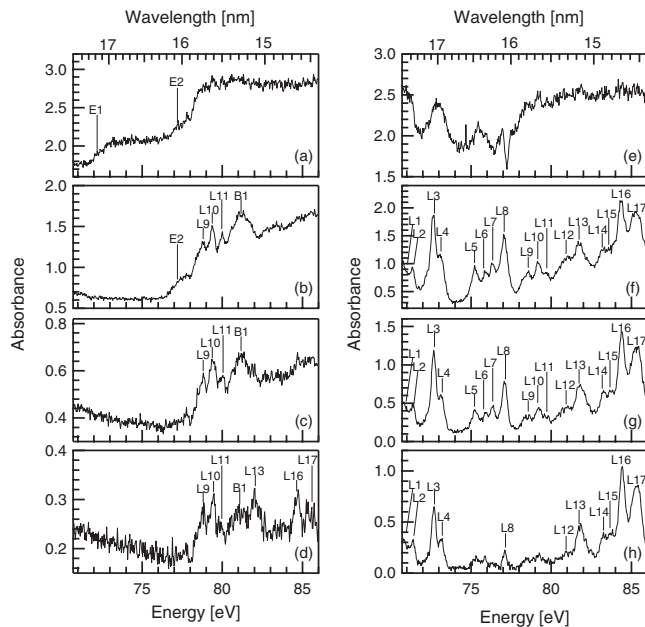 Wavelength [nm]
Wavelength [nm]
17 16 15
17 16 15
3.0
2.5
2.0
E1
E2
(a)
3.0
2.5
2.0
1.5
(e)
2.0
1.5
1.0
0.5
E2
L9
L10
L11
B1
(b)
2.0
1.5
1.0
0.5
L1
L2
L3
L4
L5
L6
L7
L8
L9
L10
L11
L12
L13
L14
L15
L16
L17
(f)
Absorbance
Absorbance
0.8
0.6
0.4
L9
L10
L11
B1
(c)
1.5
1.0
0.5
0.0
L1
L2
L3
L4
L5
L6
L7
L8
L9
L10
L11
L12
L13
L14
L15
L16
L17
(g)
0.4
0.3
0.2
L9
L10
L11
B1
L13
L16
L17
(d)
1.0
0.5
0.0
L1
L2
L3
L4
L8
L12
L13
L14
L15
L16
L17
(h)
75 80 85
75 80 85
Energy [eV]
Energy [eV]